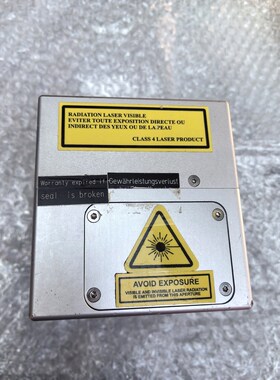 RADIATION LASER VISIBLE
EVITER TOUTE EXPOSITION DIRECTE OU
INDIRECT DES YEUX OU DE LA PEAU
CLASS 4 LASER PRODUCT
Warranty expired if
seal is broken
Gewährleistungsverlust
AVOID EXPOSURE
VISIBLE AND INVISIBLE LASER RADIATION
IS EMITTED FROM THIS APERTURE